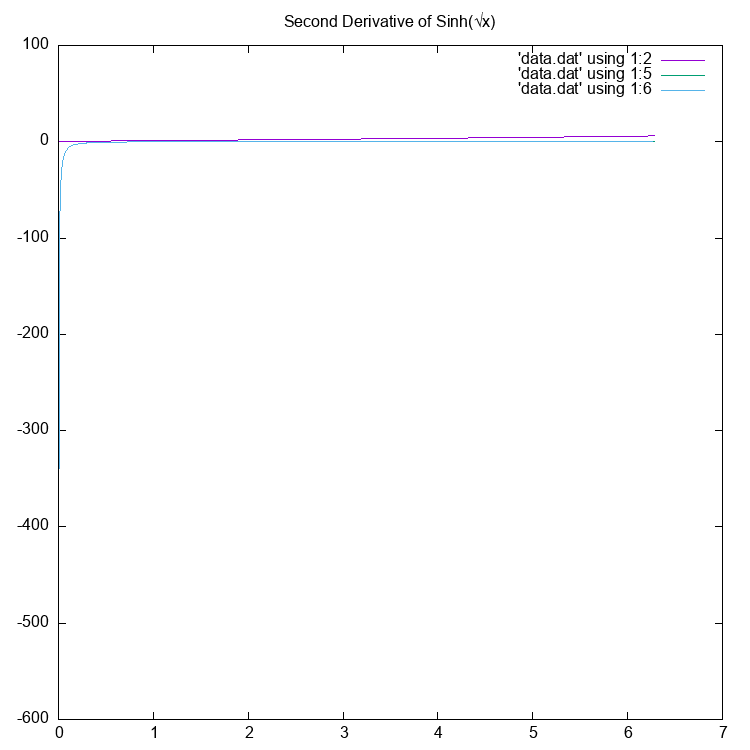 Second Derivative of Sinh(√x)
'data.dat' using 1:2
'data.dat' using 1:5
'data.dat' using 1:6
100
0
-100
-200
-300
-400
-500
-600
0 1 2 3 4 5 6 7